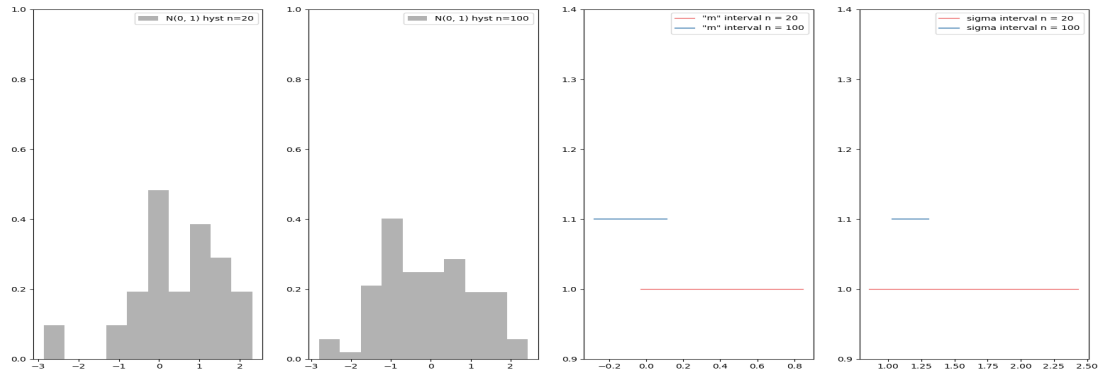 N(0, 1) hyst n=20
1.0
0.8
0.6
0.4
0.2
0.0
−3 −2 −1 0 1 2
N(0, 1) hyst n=100
1.0
0.8
0.6
0.4
0.2
0.0
−3 −2 −1 0 1 2
"m" interval n = 20
"m" interval n = 100
1.4
1.3
1.2
1.1
1.0
0.9
−0.2 0.0 0.2 0.4 0.6 0.8
sigma interval n = 20
sigma interval n = 100
1.4
1.3
1.2
1.1
1.0
0.9
1.00 1.25 1.50 1.75 2.00 2.25 2.50